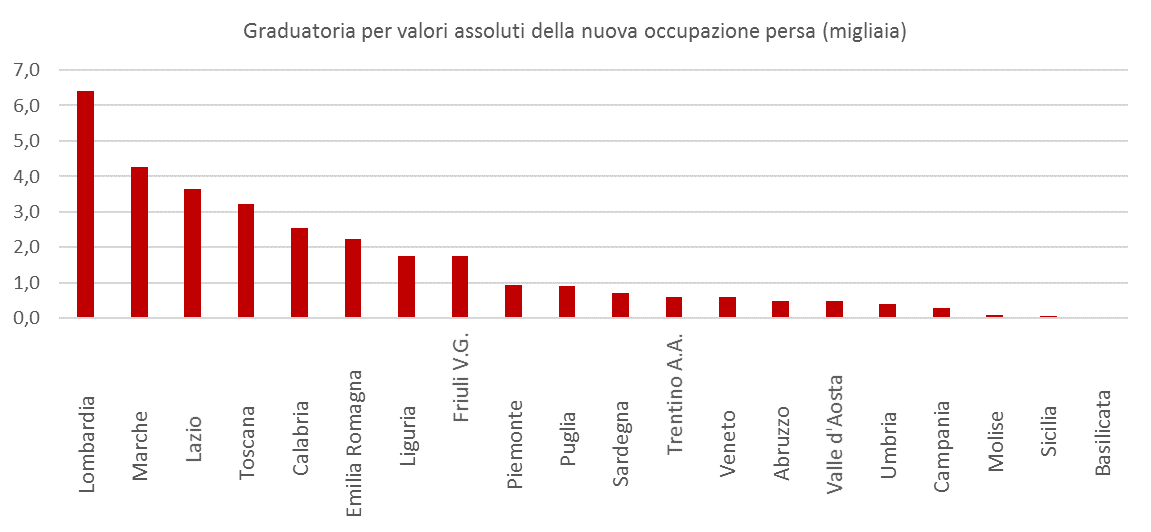 Graduatoria per valori assoluti della nuova occupazione persa (migliaia)
7,0
6,0
5,0
4,0
3,0
2,0
1,0
0,0
Lombardia
Marche
Lazio
Toscana
Calabria
Emilia Romagna
Liguria
Friuli V.G.
Piemonte
Puglia
Sardegna
Trentino A.A.
Veneto
Abruzzo
Valle d'Aosta
Umbria
Campania
Molise
Sicilia
Basilicata